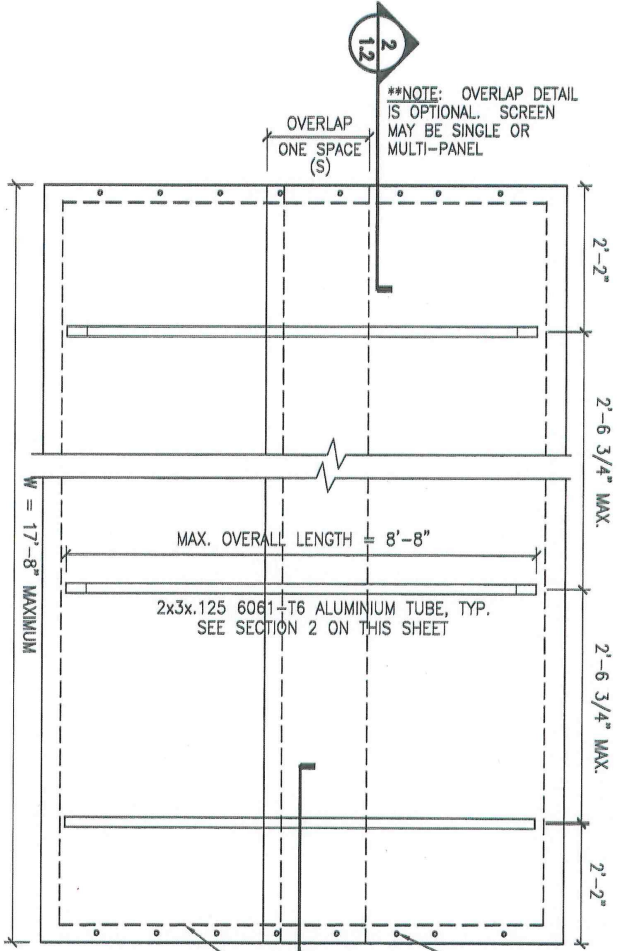 2
1.2
**NOTE: OVERLAP DETAIL
IS OPTIONAL. SCREEN
MAY BE SINGLE OR
MULTI-PANEL
OVERLAP
ONE SPACE
(S)
2'-2"
2'-6 3/4" MAX.
MAX. OVERALL LENGTH = 8'-8"
2x3x.125 6061-T6 ALUMINIUM TUBE, TYP.
SEE SECTION 2 ON THIS SHEET
W = 17'-8" MAXIMUM
2'-6 3/4" MAX.
2'-2"